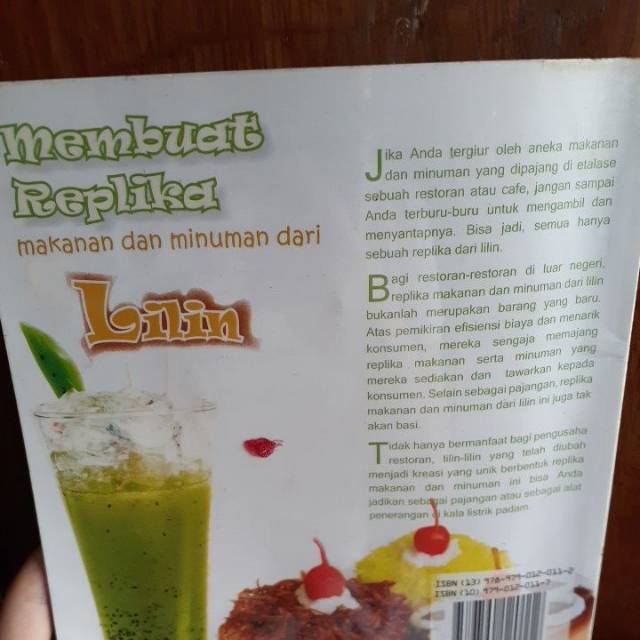 Membuat
Replika
makanan dan minuman dari
Lilin
Jika Anda tergiur oleh aneka makanan
dan minuman yang dipajang di etalase
sebuah restoran atau cafe, jangan sampai
Anda terburu-buru untuk mengambil dan
menyantapnya. Bisa jadi, semua hanya
sebuah replika dari lilin.
Bagi restoran-restoran di luar negeri,
replika makanan dan minuman dari lilin
bukanlah merupakan barang yang baru.
Atas pemikiran efisiensi biaya dan menarik
konsumen, mereka sengaja memajang
replika makanan serta minuman yang
mereka sediakan dan tawarkan kepada
konsumen. Selain sebagai pajangan, replika
makanan dan minuman dari lilin ini juga tak
akan basi.
Tidak hanya bermanfaat bagi pengusaha
restoran, lilin-lilin yang telah diubah
menjadi kreasi yang unik berbentuk replika
makanan dan minuman ini bisa Anda
jadikan sebagai pajangan atau sebagai alat
penerangan di kala listrik padam.
ISBN (13) 978-979-012-011-2
ISBN (10) 979-012-011-7